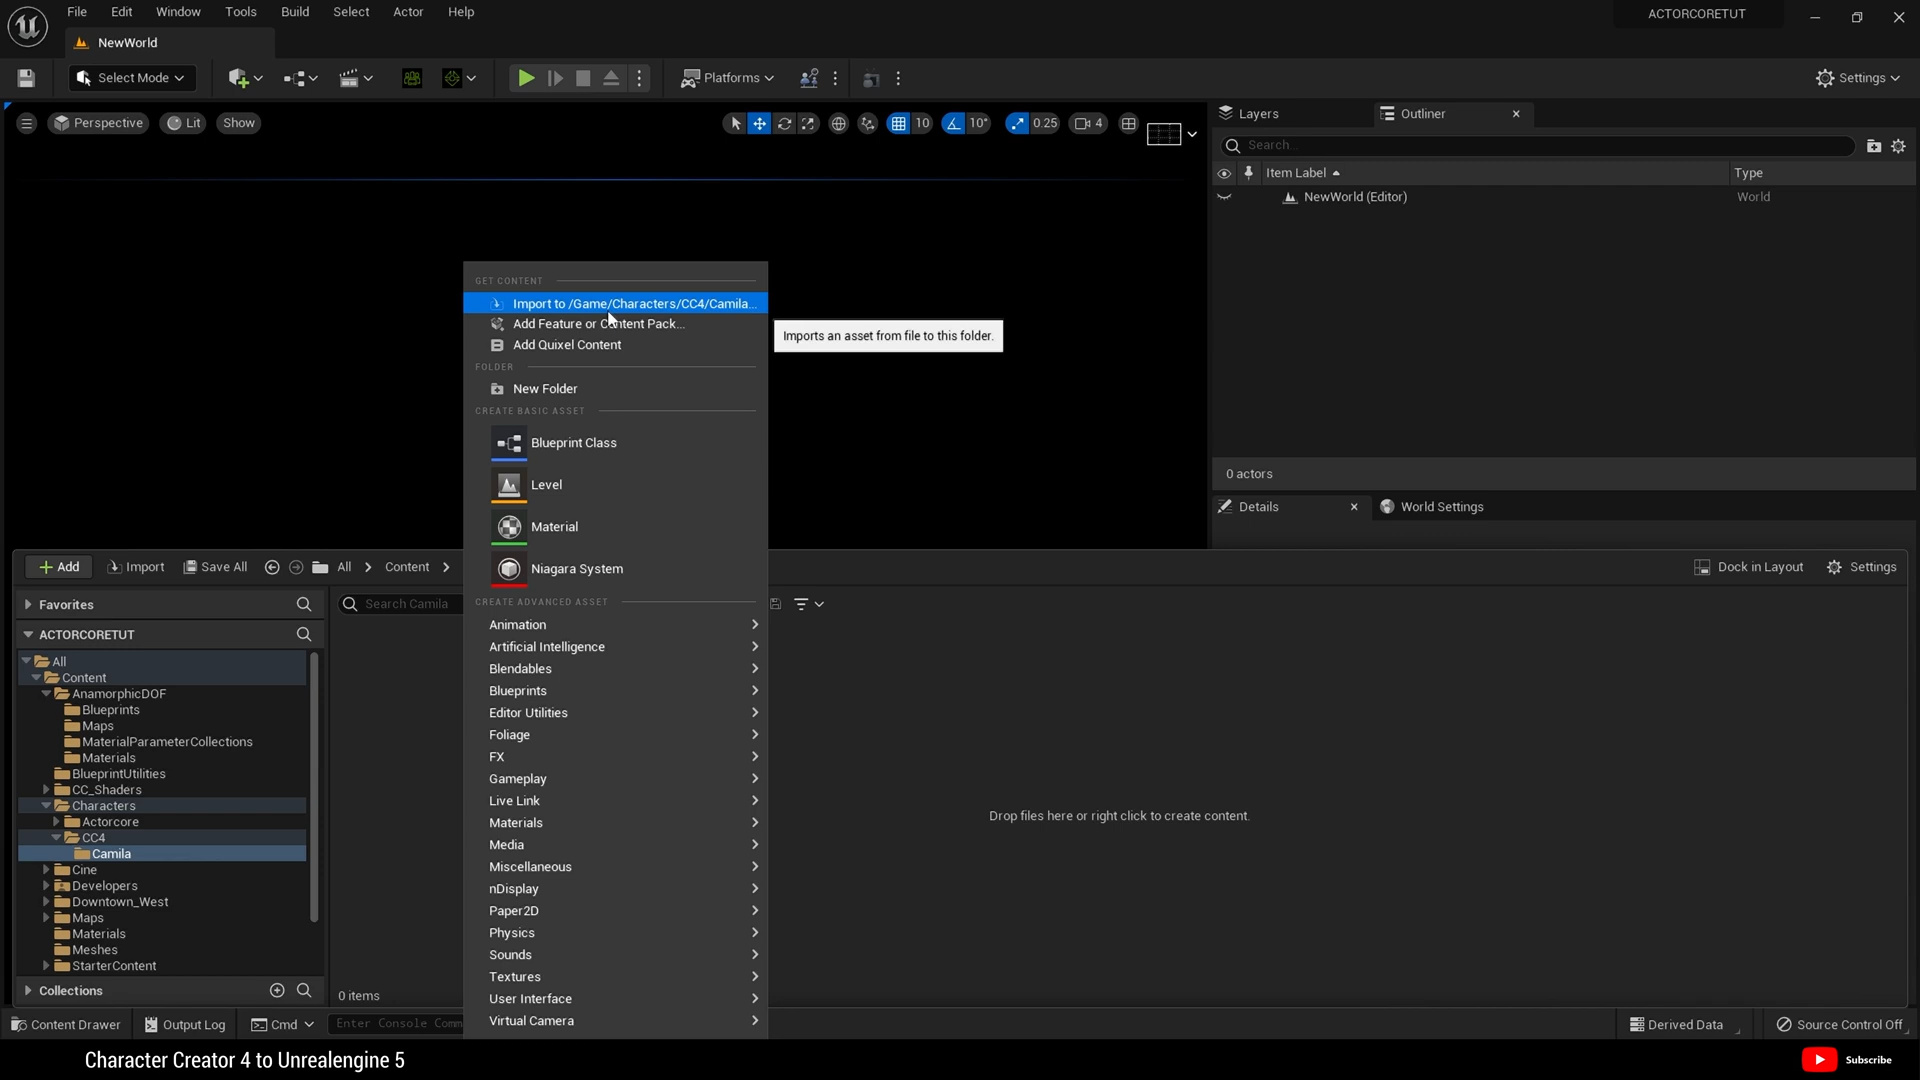 File Edit Window Tools Build Select Actor Help
ACTORCORETUT
NewWorld
Select Mode
Platforms
Settings
Perspective Lit Show
10 10° 0.25 4
Layers
Outliner
Search...
Item Label Type
NewWorld (Editor) World
0 actors
Details
World Settings
GET CONTENT
Import to /Game/Characters/CC4/Camila...
Add Feature or Content Pack...
Add Quixel Content
Imports an asset from file to this folder.
FOLDER
New Folder
CREATE BASIC ASSET
Blueprint Class
Level
Material
Niagara System
CREATE ADVANCED ASSET
Animation
Artificial Intelligence
Blendables
Blueprints
Editor Utilities
Foliage
FX
Gameplay
Live Link
Materials
Media
Miscellaneous
nDisplay
Paper2D
Physics
Sounds
Textures
User Interface
Virtual Camera
Add Import Save All All Content
Dock in Layout Settings
Favorites
Search Camila
ACTORCORETUT
All
Content
AnamorphicDOF
Blueprints
Maps
MaterialParameterCollections
Materials
BlueprintUtilities
CC_Shaders
Characters
Actorcore
CC4
Camila
Cine
Developers
Downtown_West
Maps
Materials
Meshes
StarterContent
Collections
Drop files here or right click to create content.
0 items
Content Drawer Output Log Cmd Enter Console Comm
Derived Data Source Control Off
Character Creator 4 to Unrealengine 5
Subscribe